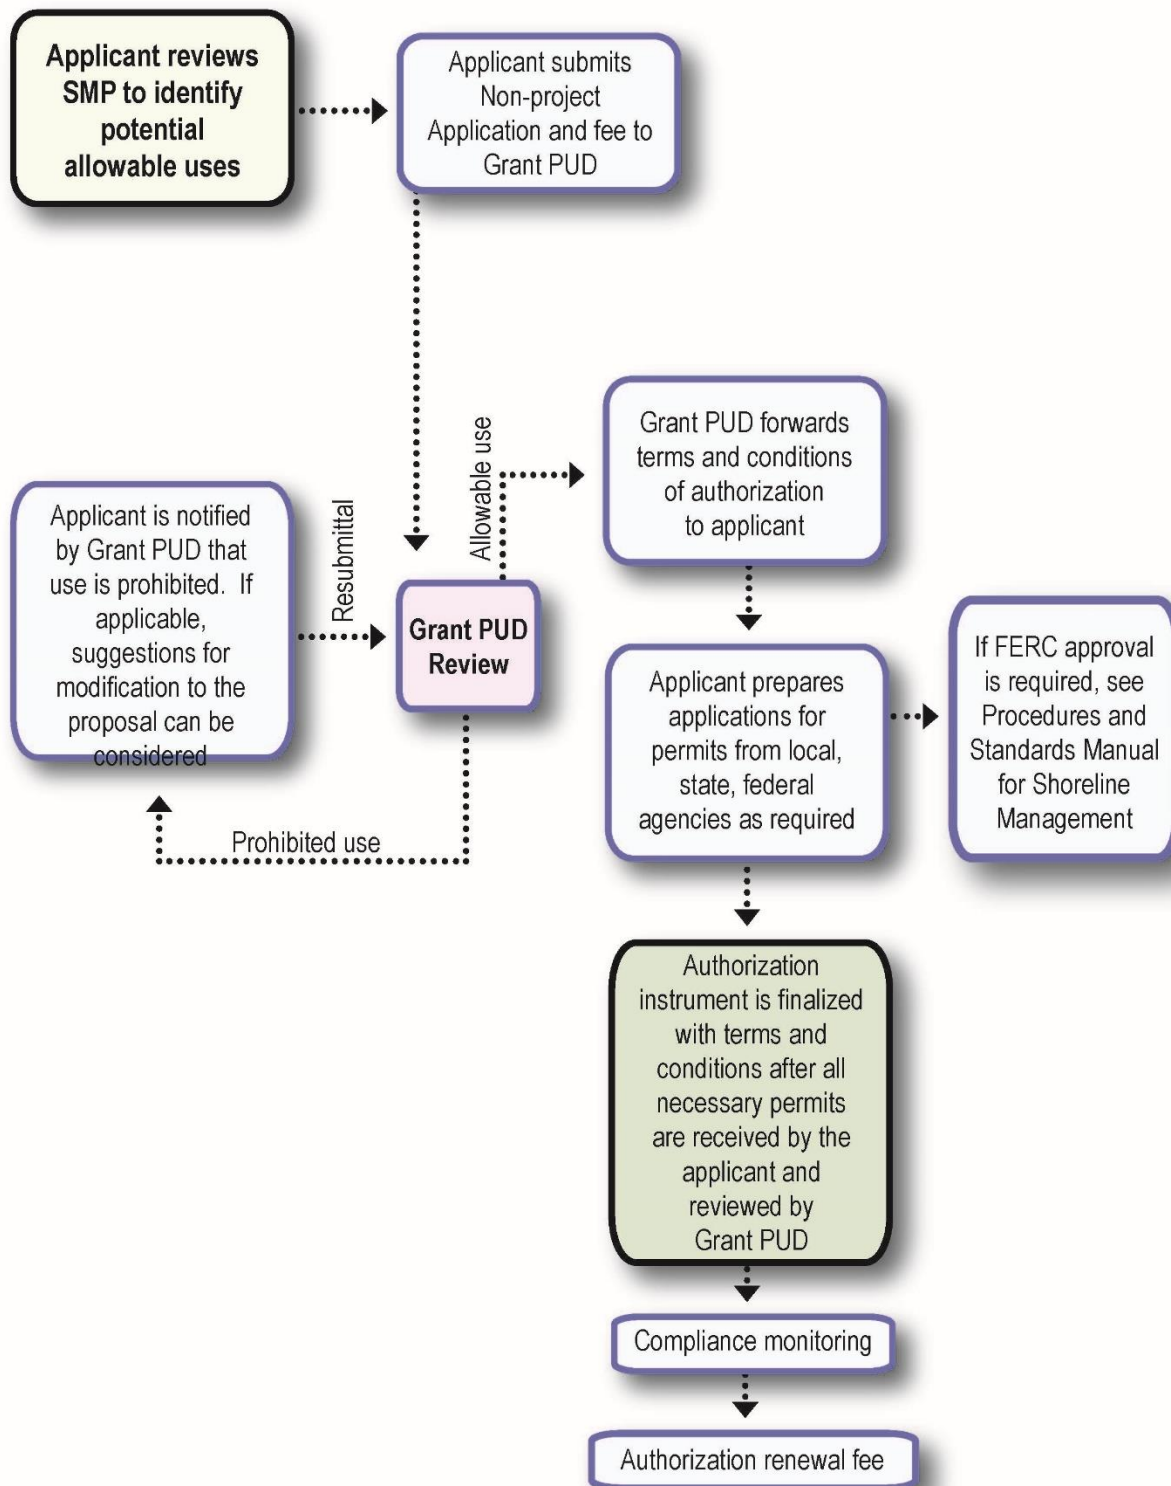 Applicant reviews
SMP to identify
potential
allowable uses
Applicant submits
Non-project
Application and fee to
Grant PUD
Allowable use
Grant PUD forwards
terms and conditions
of authorization
to applicant
Applicant is notified
by Grant PUD that
use is prohibited.  If
applicable,
suggestions for
modification to the
proposal can be
considered
Resubmittal
Grant PUD
Review
Prohibited use
Applicant prepares
applications for
permits from local,
state, federal
agencies as required
If FERC approval
is required, see
Procedures and
Standards Manual
for Shoreline
Management
Authorization
instrument is finalized
with terms and
conditions after all
necessary permits
are received by the
applicant and
reviewed by
Grant PUD
Compliance monitoring
Authorization renewal fee